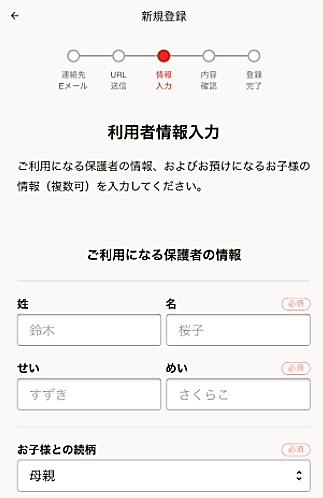 新規登録
連絡先 URL 情報 内容 登録
Eメール 送信 入力 確認 完了
利用者情報入力
ご利用になる保護者の情報、およびお預けになるお子様の
情報（複数可）を入力してください。
ご利用になる保護者の情報
姓 名 必須
鈴木 桜子
せい めい 必須
すずき さくらこ
お子様との続柄 必須
母親